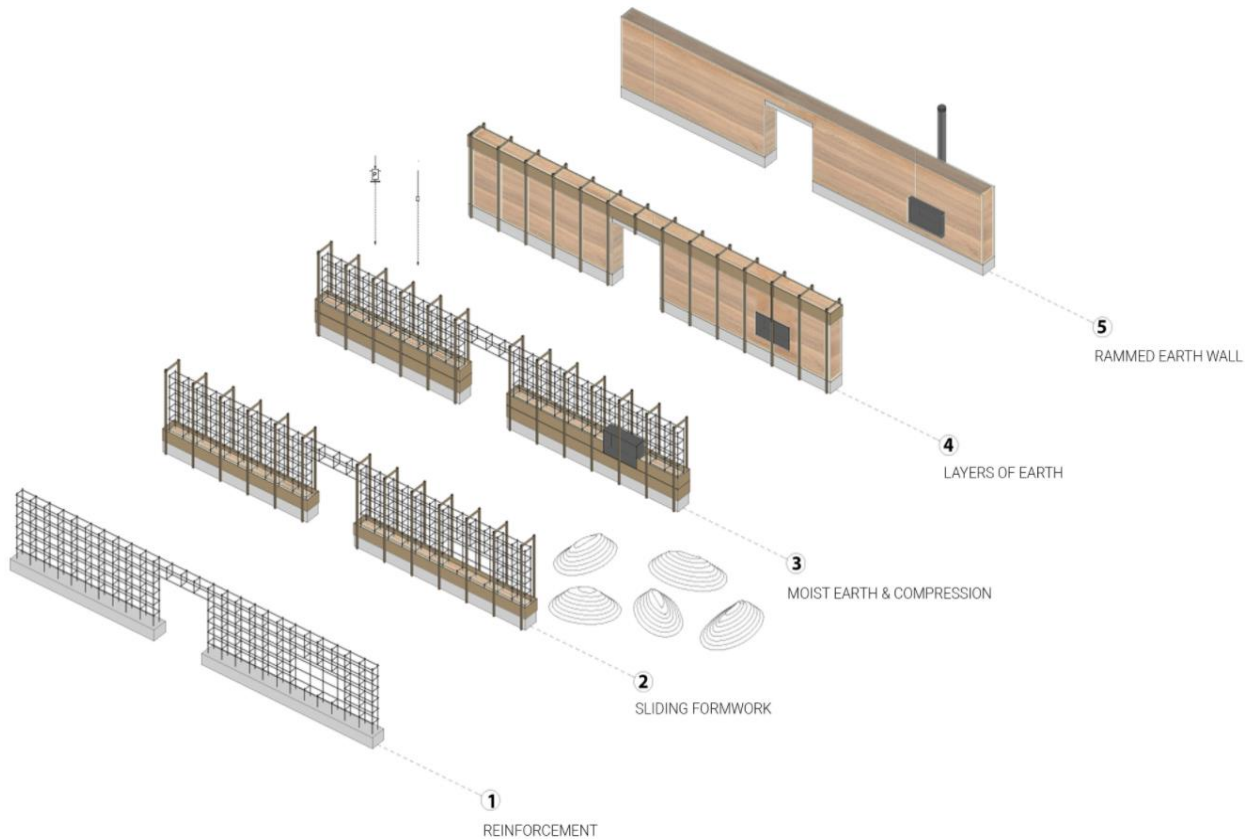 5
RAMMED EARTH WALL
4
LAYERS OF EARTH
3
MOIST EARTH & COMPRESSION
2
SLIDING FORMWORK
1
REINFORCEMENT